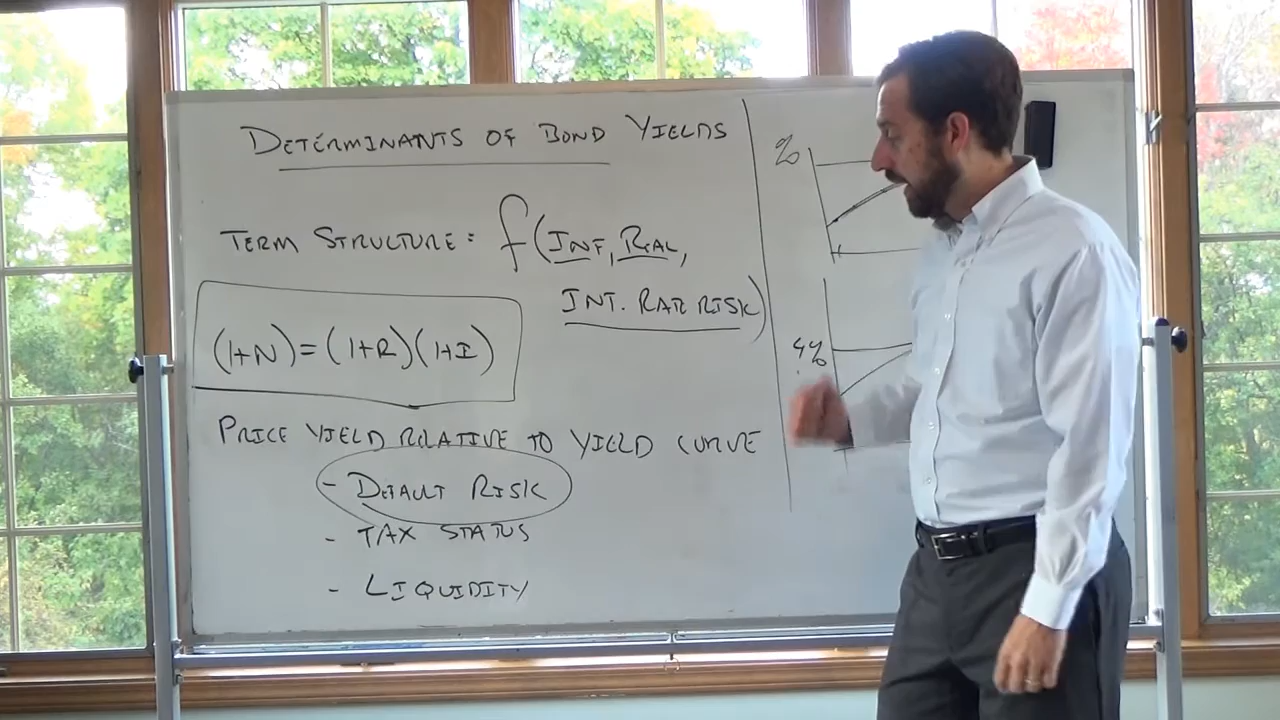 DETERMINANTS OF BOND YIELDS
TERM STRUCTURE: f(INF, REAL,
INT. RATE RISK)
(1+N)=(1+R)(1+I)
PRICE YIELD RELATIVE TO YIELD CURVE
- DEFAULT RISK
- TAX STATUS
- LIQUIDITY
%
4%